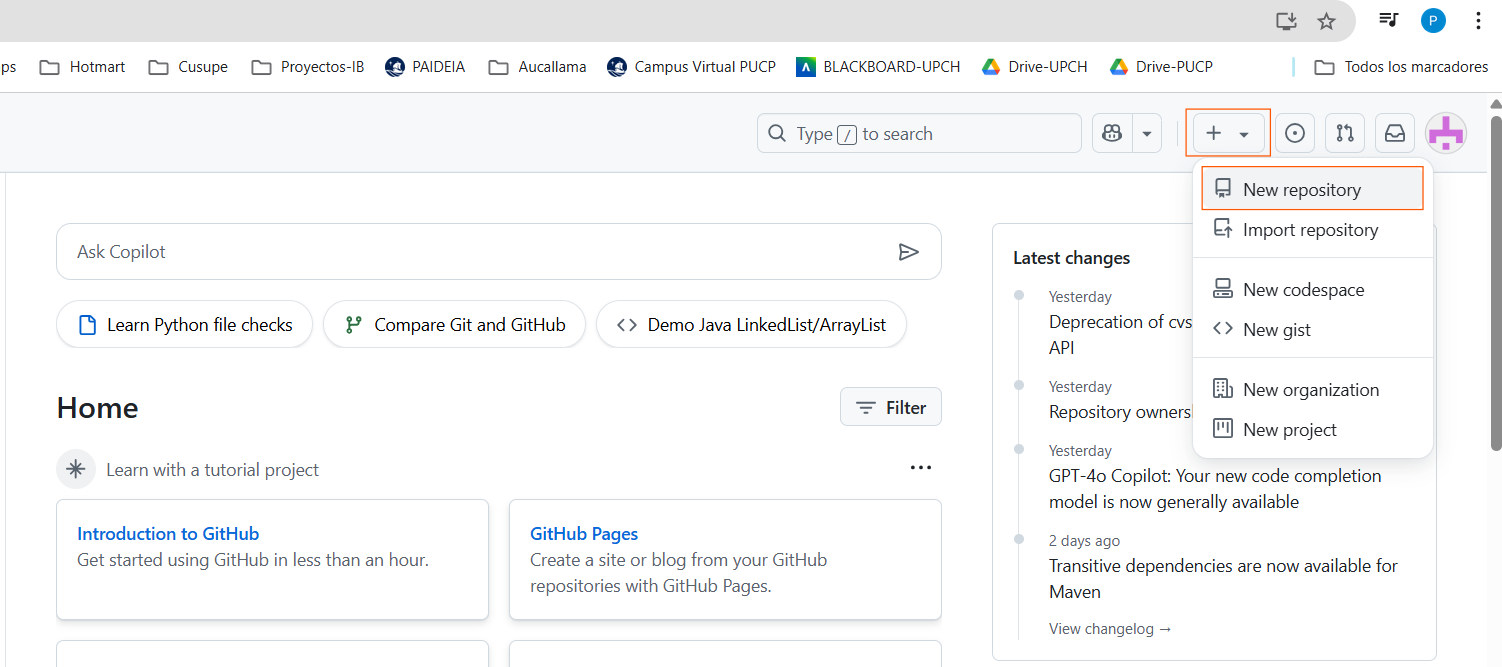 P
ps Hotmart Cusupe Proyectos-IB PAIDEIA Aucallama Campus Virtual PUCP BLACKBOARD-UPCH Drive-UPCH Drive-PUCP Todos los marcadores
Type / to search
New repository
Import repository
New codespace
New gist
New organization
New project
Ask Copilot
Learn Python file checks
Compare Git and GitHub
Demo Java LinkedList/ArrayList
Home
Filter
Learn with a tutorial project
Introduction to GitHub
Get started using GitHub in less than an hour.
GitHub Pages
Create a site or blog from your GitHub
repositories with GitHub Pages.
Latest changes
Yesterday
Deprecation of cvs
API
Yesterday
Repository owners
Yesterday
GPT-4o Copilot: Your new code completion
model is now generally available
2 days ago
Transitive dependencies are now available for
Maven
View changelog →